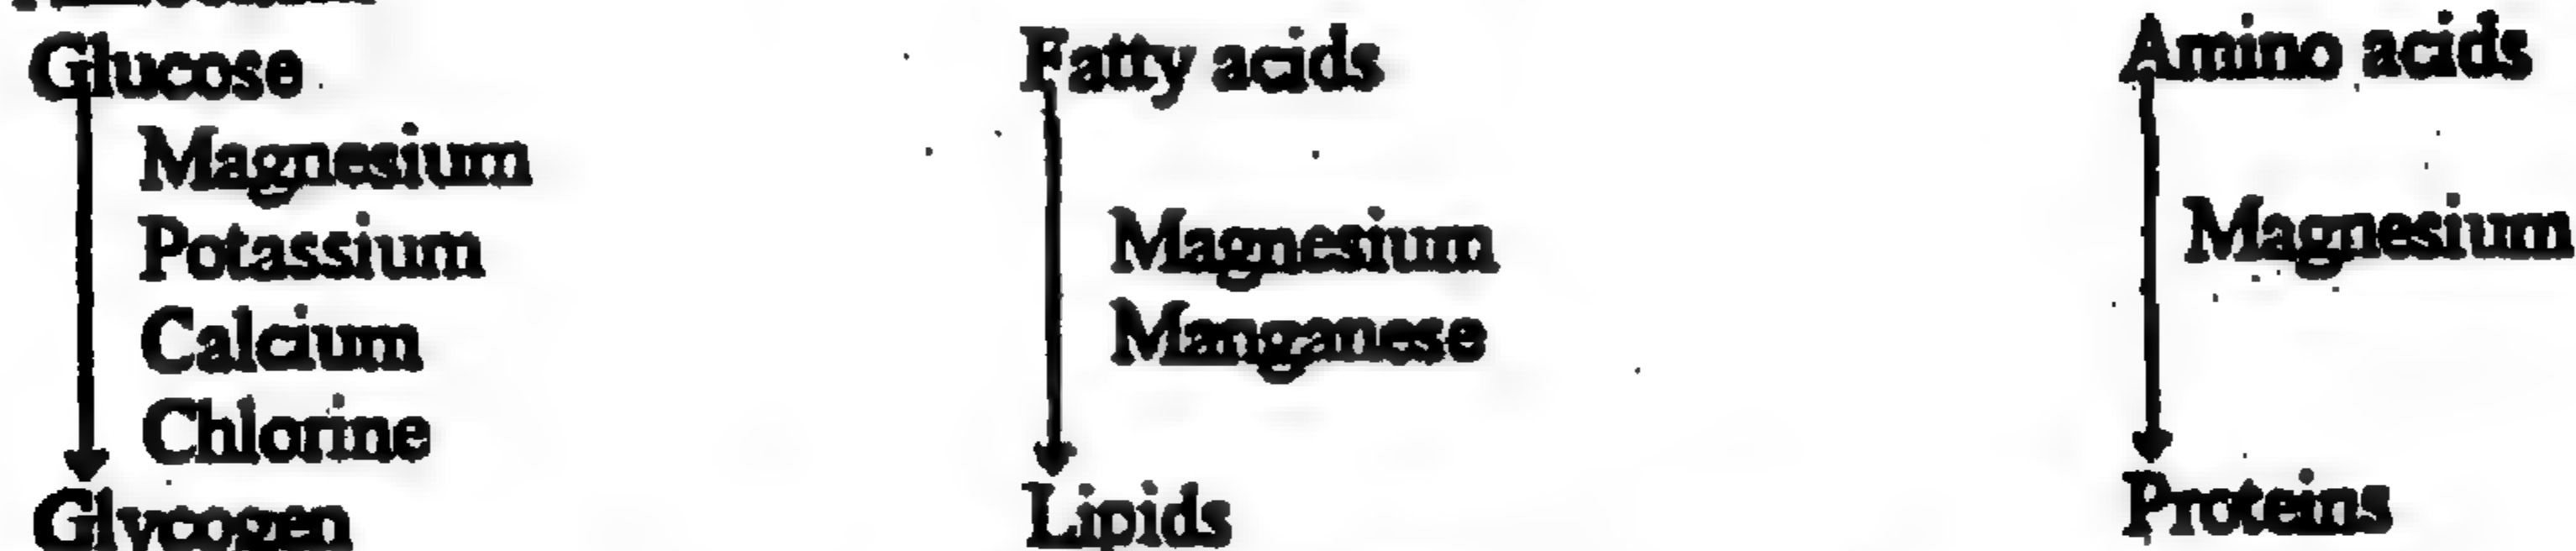 Glucose
Magnesium
Potassium
Calcium
Chlorine
Glycogen
Fatty acids
Magnesium
Manganese
Lipids
Amino acids
Magnesium
Proteins